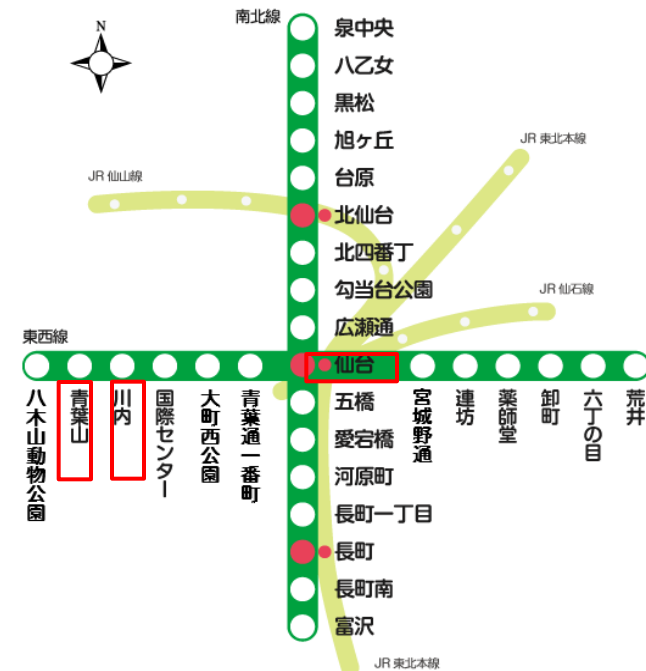 南北線
N
泉中央
八乙女
黒松
旭ヶ丘
JR 東北本線
台原
JR 仙山線
北仙台
北四番丁
勾当台公園
JR 仙石線
広瀬通
東西線
仙台
八木山動物公園
青葉山
川内
国際センター
大町西公園
青葉通一番町
宮城野通
連坊
薬師堂
卸町
六丁の目
荒井
五橋
愛宕橋
河原町
長町一丁目
長町
長町南
富沢
JR 東北本線